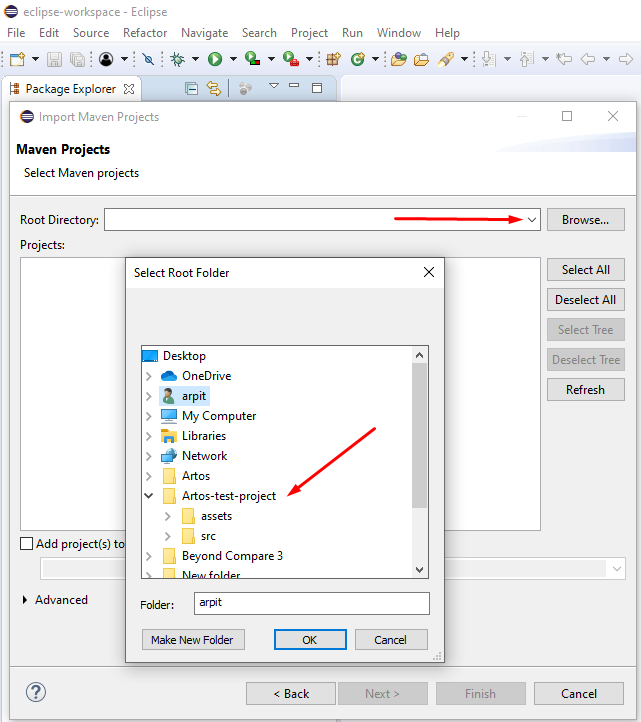 eclipse-workspace - Eclipse
File Edit Source Refactor Navigate Search Project Run Window Help
Package Explorer
Import Maven Projects
Maven Projects
Select Maven projects
Root Directory:
Browse...
Projects:
Select All
Deselect All
Select Tree
Deselect Tree
Refresh
Select Root Folder
Desktop
OneDrive
arpit
My Computer
Libraries
Network
Artos
Artos-test-project
assets
src
Beyond Compare 3
New folder
Folder: arpit
Make New Folder OK Cancel
Add project(s) to
Advanced
? < Back Next > Finish Cancel